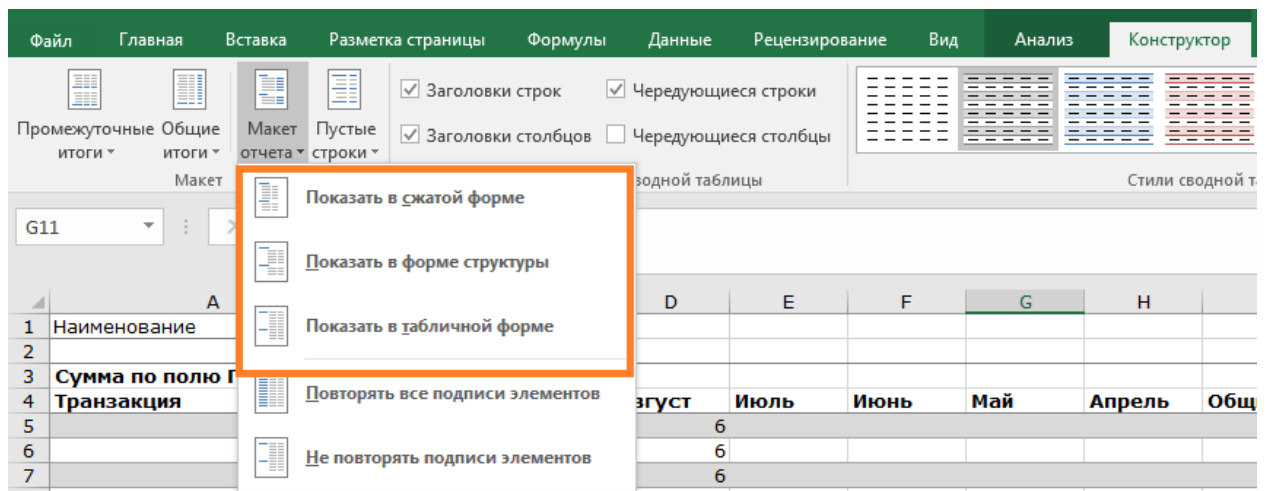 Файл Главная Вставка Разметка страницы Формулы Данные Рецензирование Вид Анализ Конструктор
Промежуточные итоги Общие итоги Макет отчета Пустые строки
Заголовки строк Чередующиеся строки
Заголовки столбцов Чередующиеся столбцы
Макет таблицы Стили сводной
Показать в сжатой форме
Показать в форме структуры
Показать в табличной форме
Повторять все подписи элементов
Не повторять подписи элементов
G11
A D E F G H
1 Наименование
2
3 Сумма по полю
4 Транзакция Июль Июнь Май Апрель
5 6
6 6
7 6